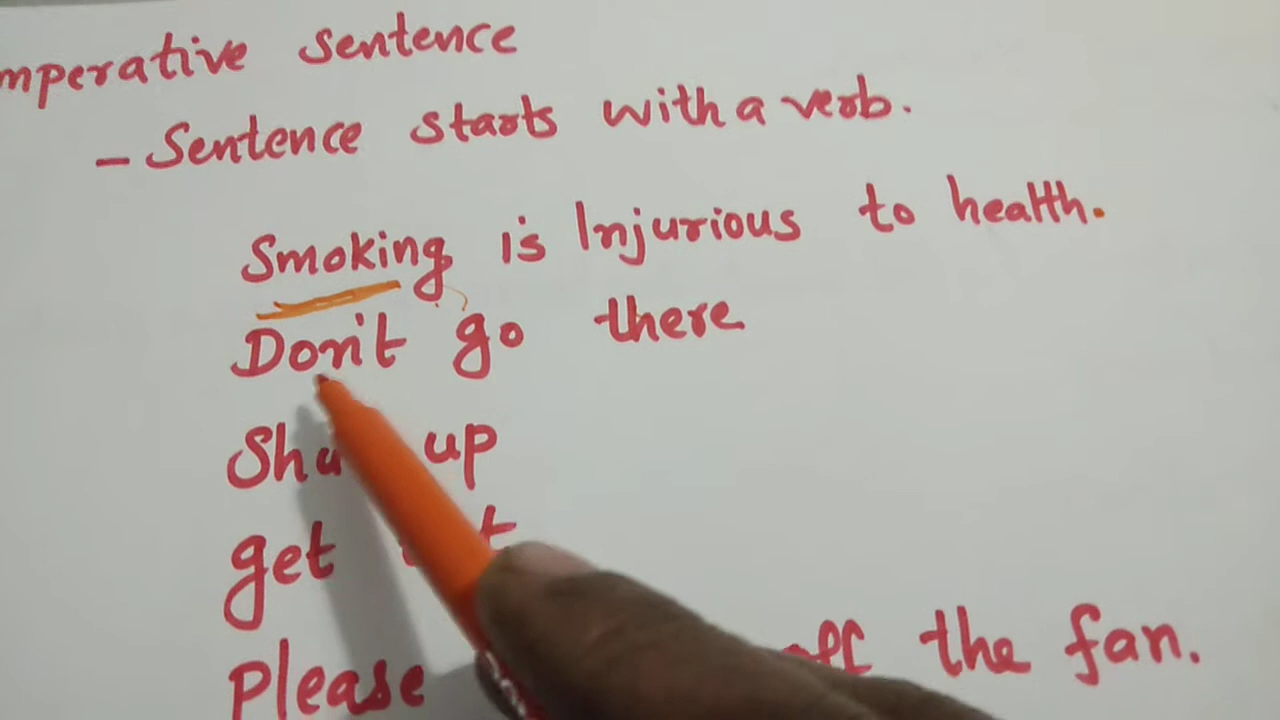 mperative sentence
- Sentence starts with a verb.
Smoking is Injurious to health.
Don't go there
up
get
Please off the fan.